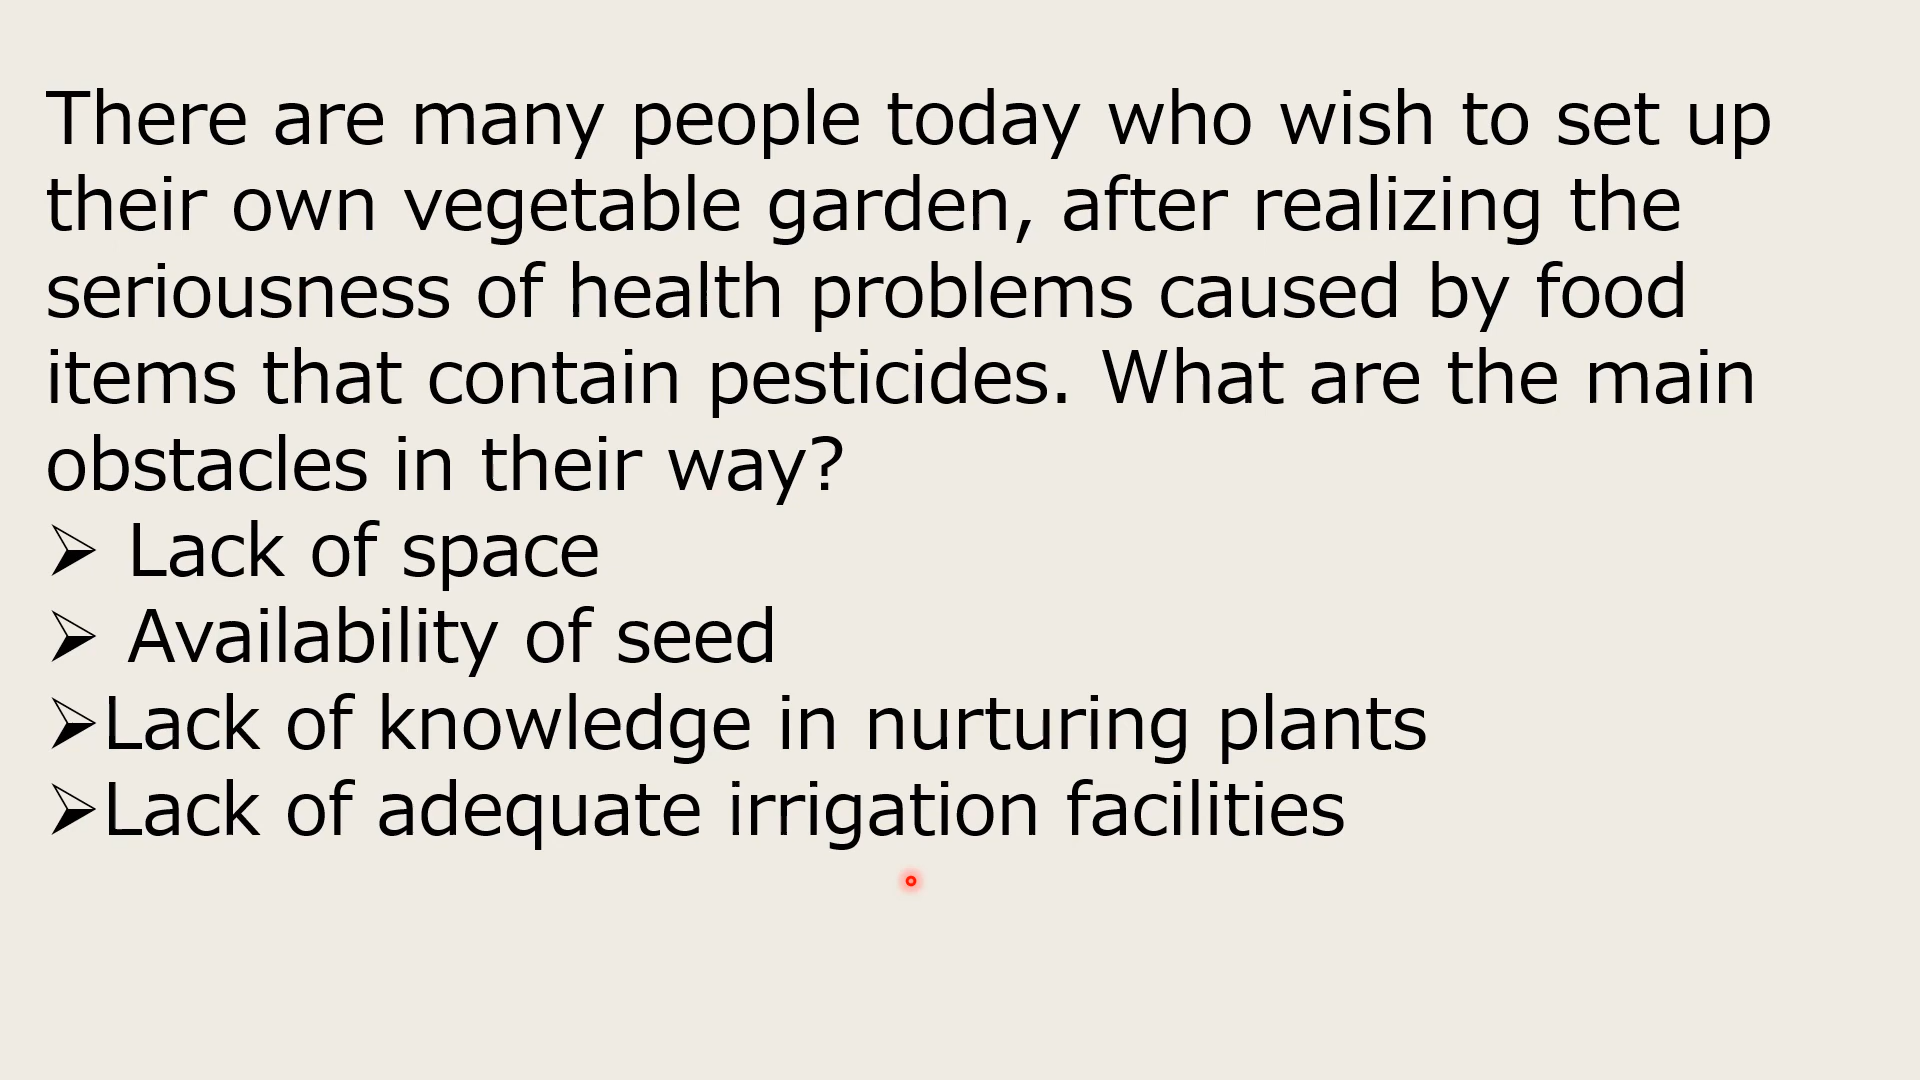 There are many people today who wish to set up
their own vegetable garden, after realizing the
seriousness of health problems caused by food
items that contain pesticides. What are the main
obstacles in their way?
➢ Lack of space
➢ Availability of seed
➢Lack of knowledge in nurturing plants
➢Lack of adequate irrigation facilities